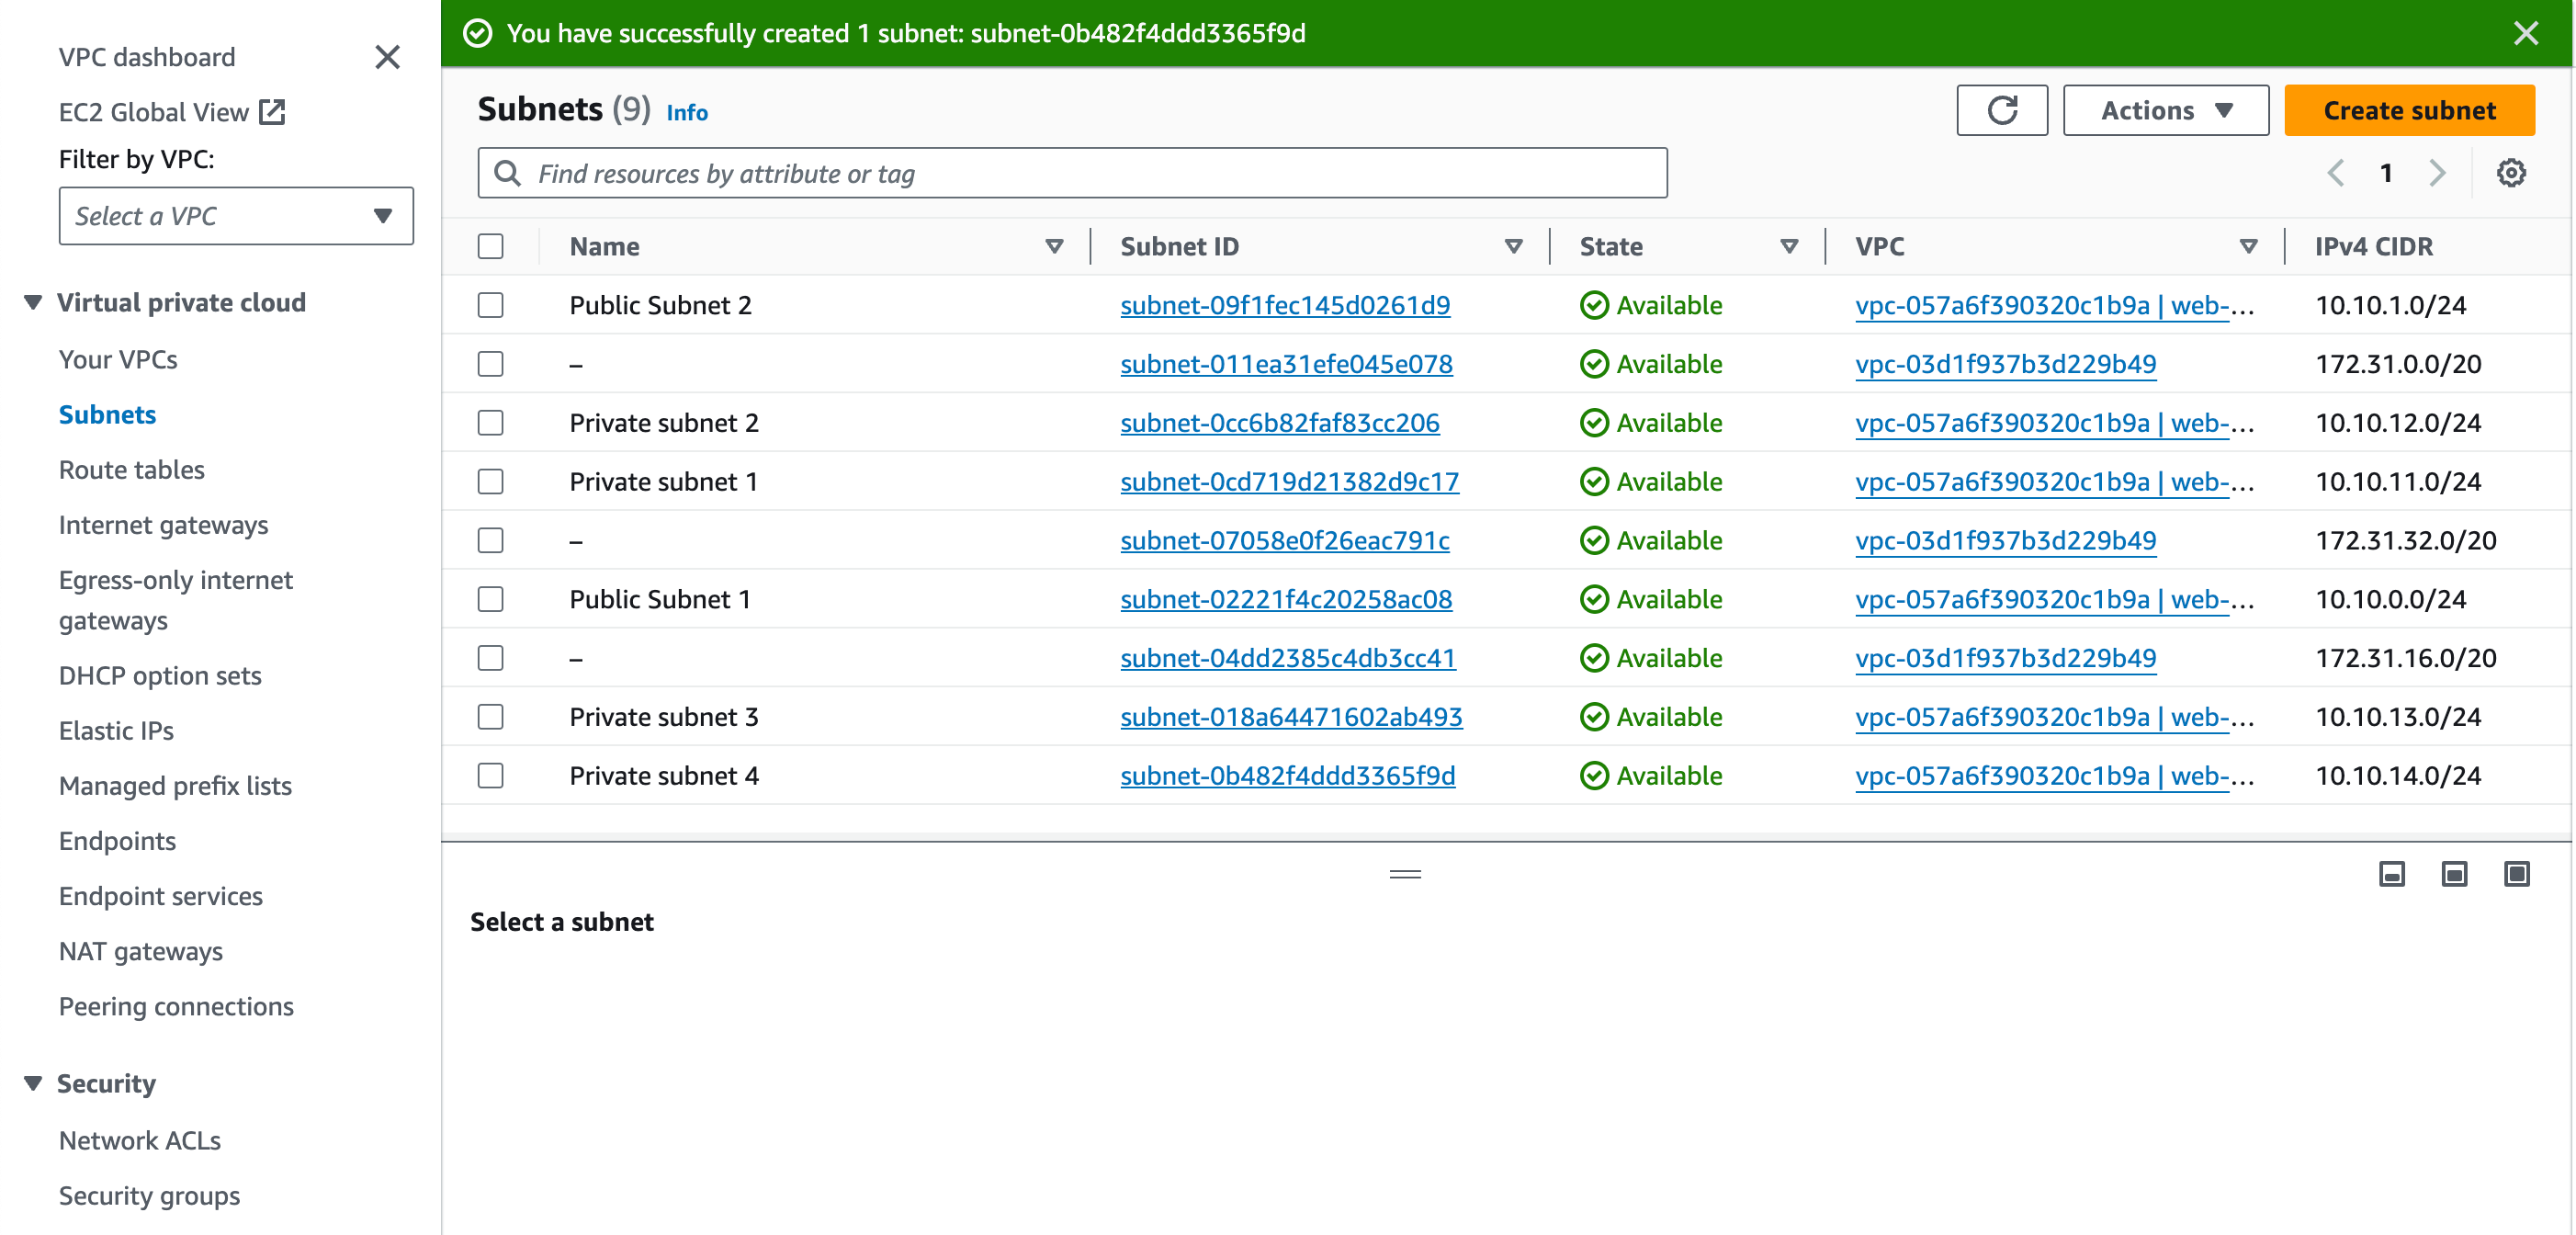 You have successfully created 1 subnet: subnet-0b482f4ddd3365f9d
VPC dashboard
EC2 Global View
Filter by VPC:
Select a VPC
Virtual private cloud
Your VPCs
Subnets
Route tables
Internet gateways
Egress-only internet
gateways
DHCP option sets
Elastic IPs
Managed prefix lists
Endpoints
Endpoint services
NAT gateways
Peering connections
Security
Network ACLs
Security groups
Subnets (9) Info
Actions
Create subnet
Find resources by attribute or tag
1
Name Subnet ID State VPC IPv4 CIDR
Public Subnet 2 subnet-09f1fec145d0261d9 Available vpc-057a6f390320c1b9a | web-... 10.10.1.0/24
– subnet-011ea31efe045e078 Available vpc-03d1f937b3d229b49 172.31.0.0/20
Private subnet 2 subnet-0cc6b82faf83cc206 Available vpc-057a6f390320c1b9a | web-... 10.10.12.0/24
Private subnet 1 subnet-0cd719d21382d9c17 Available vpc-057a6f390320c1b9a | web-... 10.10.11.0/24
– subnet-07058e0f26eac791c Available vpc-03d1f937b3d229b49 172.31.32.0/20
Public Subnet 1 subnet-02221f4c20258ac08 Available vpc-057a6f390320c1b9a | web-... 10.10.0.0/24
– subnet-04dd2385c4db3cc41 Available vpc-03d1f937b3d229b49 172.31.16.0/20
Private subnet 3 subnet-018a64471602ab493 Available vpc-057a6f390320c1b9a | web-... 10.10.13.0/24
Private subnet 4 subnet-0b482f4ddd3365f9d Available vpc-057a6f390320c1b9a | web-... 10.10.14.0/24
Select a subnet